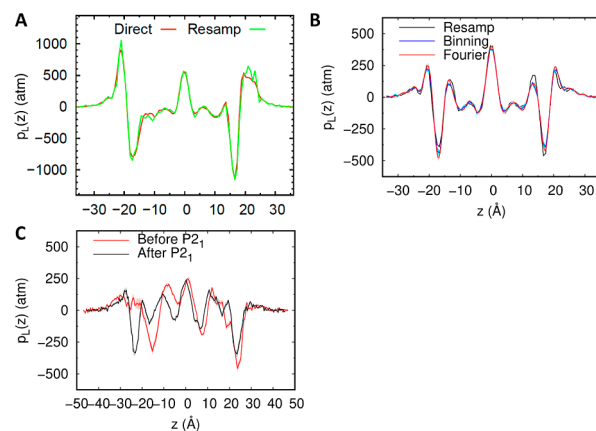 A
Direct Resamp
1000
500
0
−500
−1000
p_L(z) (atm)
−30 −20 −10 0 10 20 30
B
Resamp
Binning
Fourier
500
250
0
−250
−500
p_L(z) (atm)
−30 −20 −10 0 10 20 30
z (Å)
C
Before P2₁
After P2₁
500
250
0
−250
−500
p_L(z) (atm)
−50 −40 −30 −20 −10 0 10 20 30 40 50
z (Å)